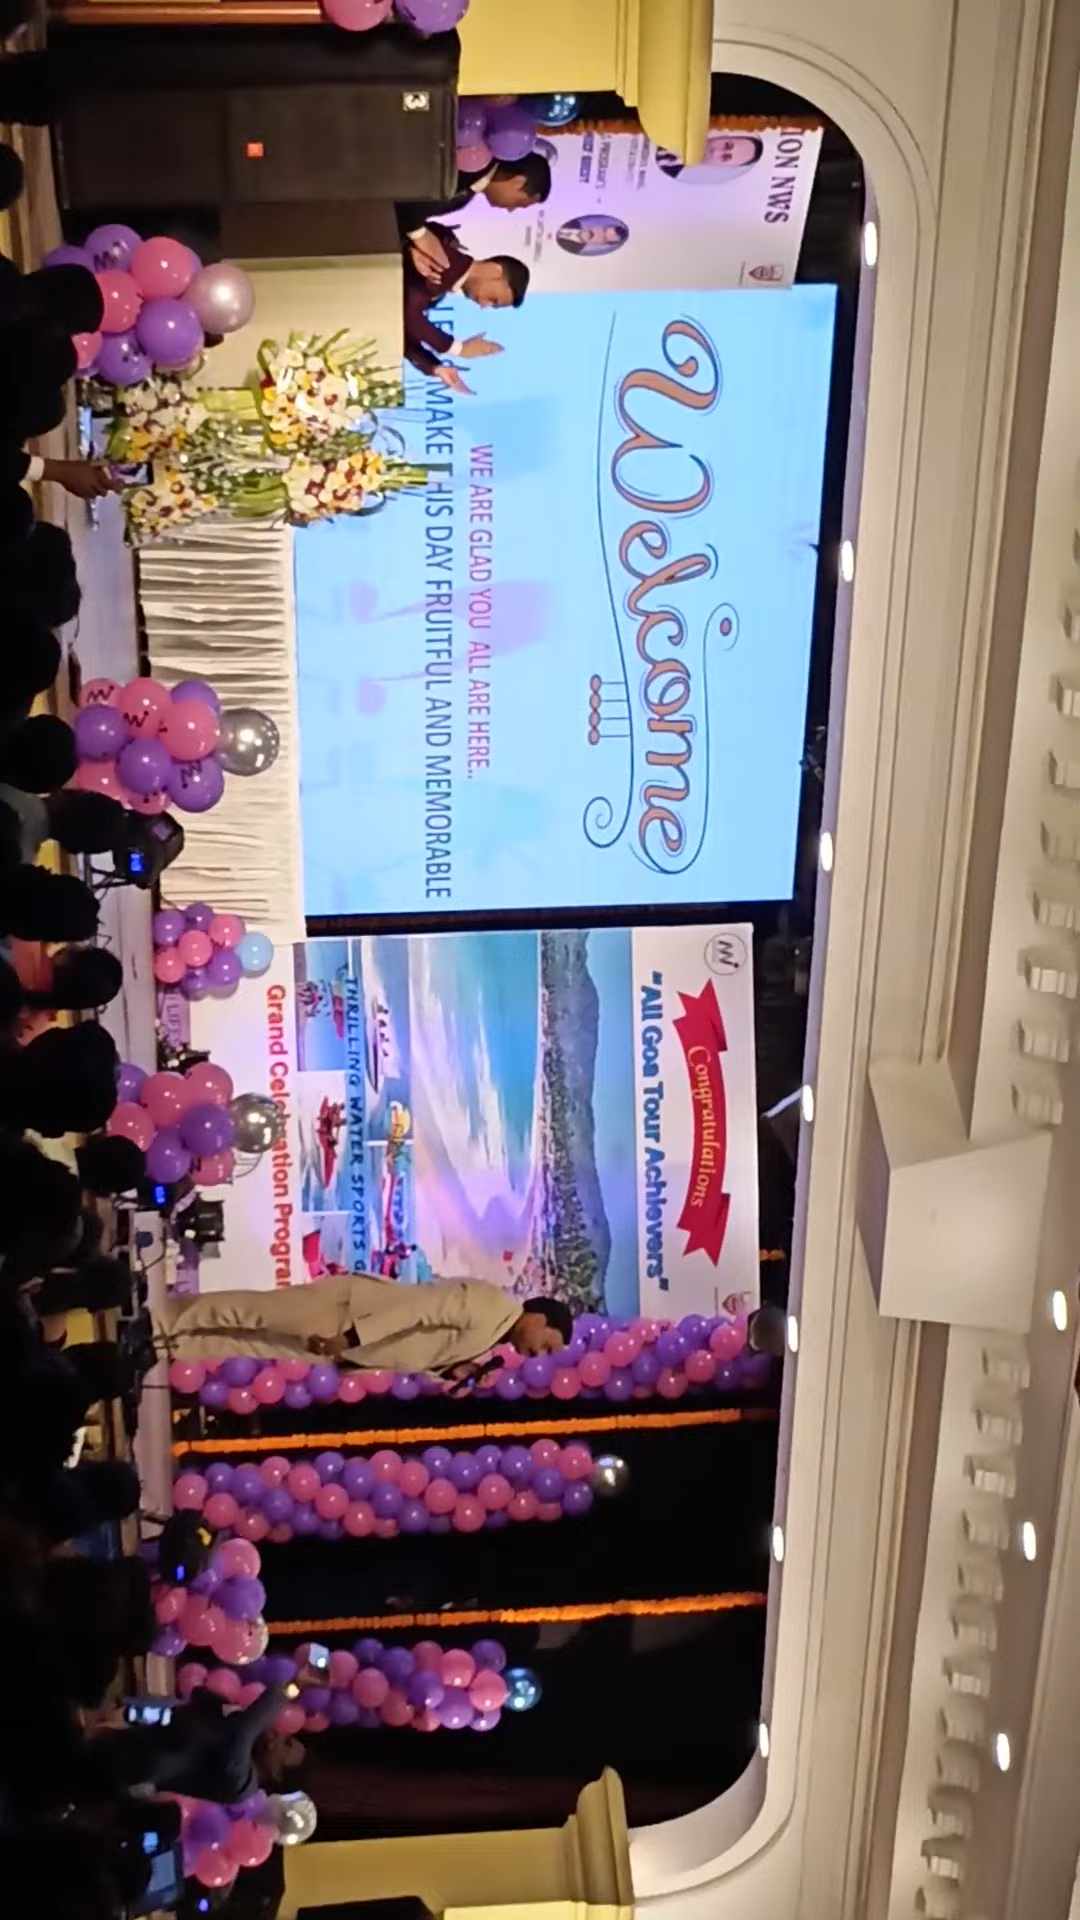 ION NWS
Welcome....
WE ARE GLAD YOU ALL ARE HERE..
MAKE THIS DAY FRUITFUL AND MEMORABLE
Congratulations
"All Goa Tour Achievers"
THRILLING WATER SPORTS G
Grand Celebration Program
3